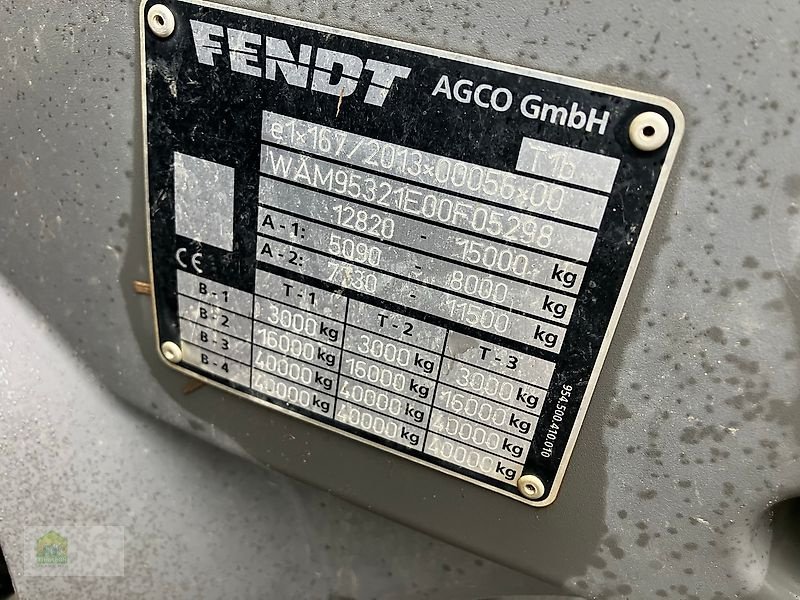 FENDT AGCO GmbH
T1b
e1*167/2013*00056*00
WAM95321E00F05298
12820 - 15000 kg
A - 1: 5090 - 8000 kg
A - 2: 7730 - 11500 kg
CE
T - 1 T - 2 T - 3
B - 1 3000 kg 3000 kg 3000 kg
B - 2 16000 kg 16000 kg 16000 kg
B - 3 40000 kg 40000 kg 40000 kg
B - 4 40000 kg 40000 kg 40000 kg
954.500.410.010